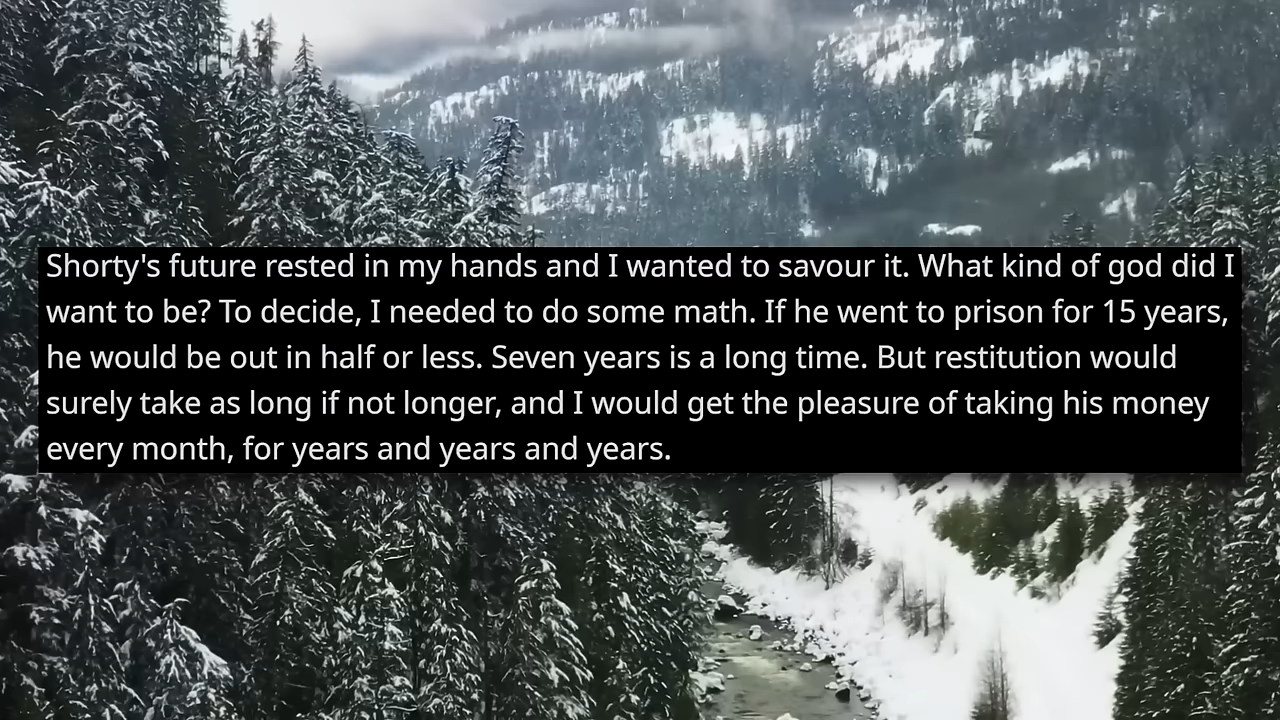 Shorty's future rested in my hands and I wanted to savour it. What kind of god did I
want to be? To decide, I needed to do some math. If he went to prison for 15 years,
he would be out in half or less. Seven years is a long time. But restitution would
surely take as long if not longer, and I would get the pleasure of taking his money
every month, for years and years and years.